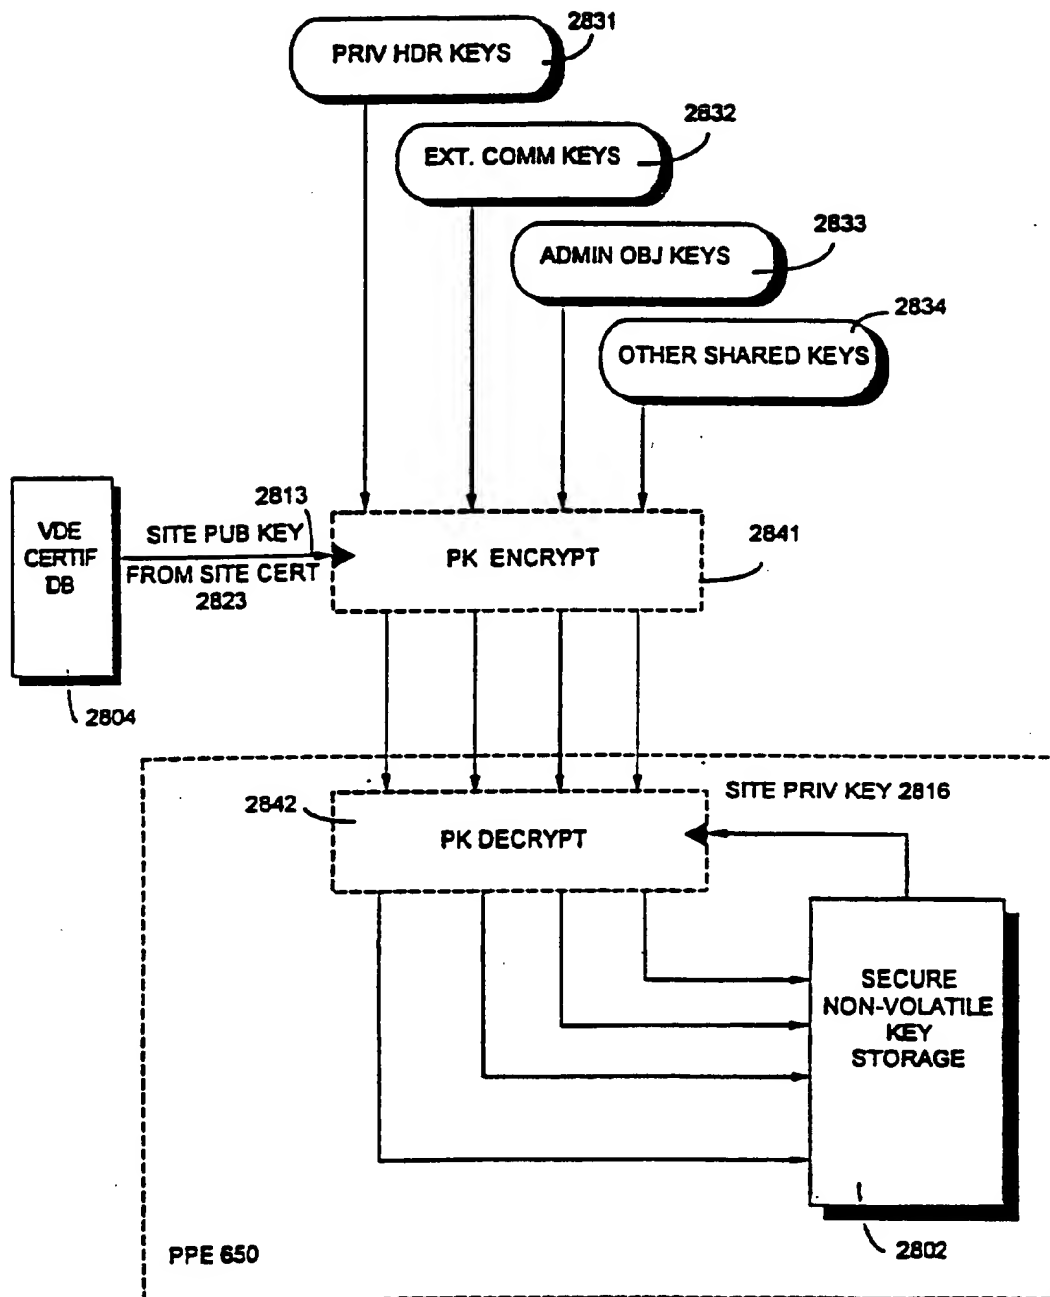 2831
PRIV HDR KEYS
2832
EXT. COMM KEYS
2833
ADMIN OBJ KEYS
2834
OTHER SHARED KEYS
VDE
CERTIF
DB
2813
SITE PUB KEY
FROM SITE CERT
2823
PK ENCRYPT
2841
2804
2842
SITE PRIV KEY 2816
PK DECRYPT
SECURE
NON-VOLATILE
KEY
STORAGE
PPE 650
2802